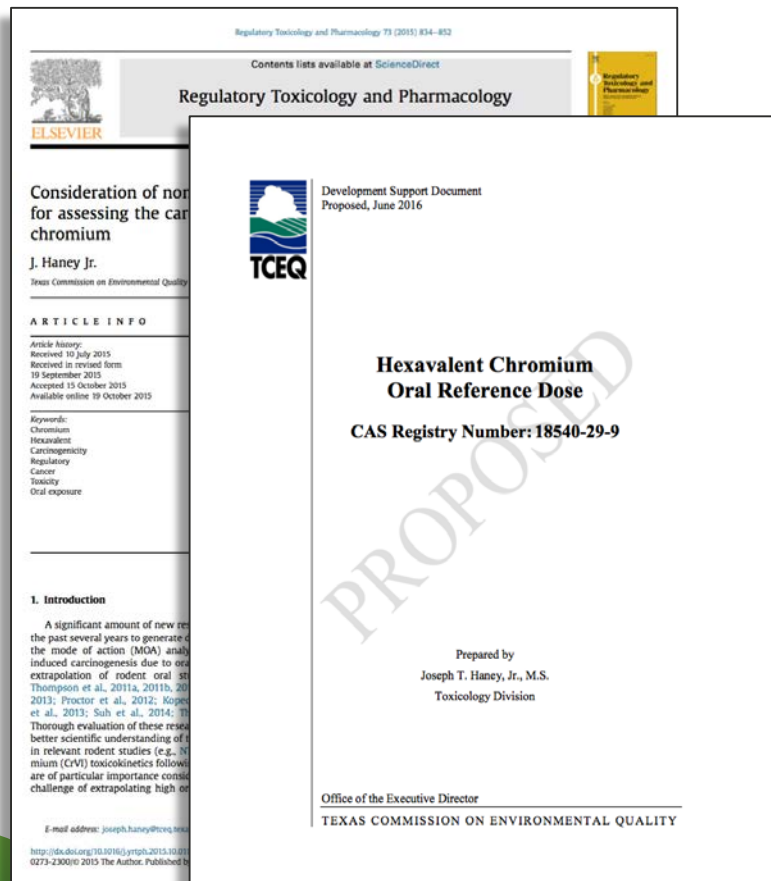 Regulatory Toxicology and Pharmacology 73 (2015) 834–852
Contents lists available at ScienceDirect
Regulatory Toxicology and Pharmacology
ELSEVIER
Regulatory
Toxicology and
Pharmacology
Consideration of non
for assessing the car
chromium
J. Haney Jr.
Texas Commission on Environmental Quality
ARTICLE INFO
Article history:
Received 10 July 2015
Received in revised form
19 September 2015
Accepted 15 October 2015
Available online 19 October 2015
Keywords:
Chromium
Hexavalent
Carcinogenicity
Regulatory
Cancer
Toxicity
Oral exposure
1. Introduction
A significant amount of new res
the past several years to generate d
the mode of action (MOA) analy
induced carcinogenesis due to ora
extrapolation of rodent oral stu
Thompson et al., 2011a, 2011b, 20
2013; Proctor et al., 2012; Kopec
et al., 2013; Suh et al., 2014; Th
Thorough evaluation of these resea
better scientific understanding of t
in relevant rodent studies (e.g., N
mium (CrVI) toxicokinetics followi
are of particular importance consid
challenge of extrapolating high or
E-mail address: joseph.haney@tceq.texa
http://dx.doi.org/10.1016/j.yrtph.2015.10.01
0273-2300/© 2015 The Author. Published b
TCEQ
Development Support Document
Proposed, June 2016
Hexavalent Chromium
Oral Reference Dose
CAS Registry Number: 18540-29-9
PROPOSED
Prepared by
Joseph T. Haney, Jr., M.S.
Toxicology Division
Office of the Executive Director
TEXAS COMMISSION ON ENVIRONMENTAL QUALITY